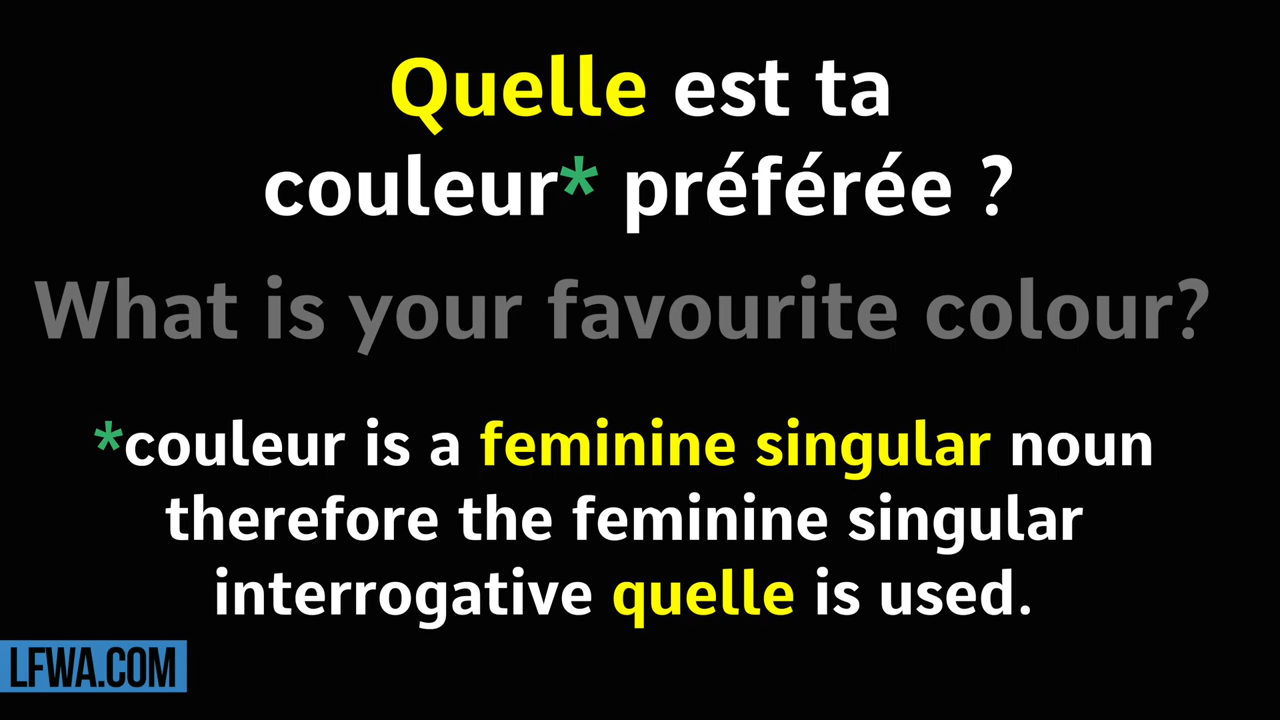 Quelle est ta
couleur* préférée ?
What is your favourite colour?
*couleur is a feminine singular noun
therefore the feminine singular
interrogative quelle is used.
LFWA.COM